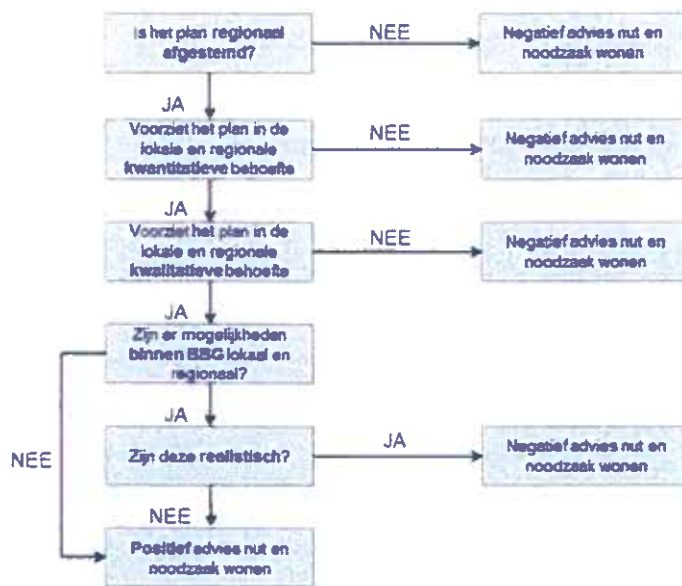 Is het plan regionaal
afgestemd?
NEE
Negatief advies nut en
noodzaak wonen
JA
Voorziet het plan in de
lokale en regionale
kwantitatieve behoefte
NEE
Negatief advies nut en
noodzaak wonen
JA
Voorziet het plan in de
lokale en regionale
kwalitatieve behoefte
NEE
Negatief advies nut en
noodzaak wonen
JA
Zijn er mogelijkheden
binnen BBG lokaal en
regionaal?
JA
NEE
Zijn deze realistisch?
JA
Negatief advies nut en
noodzaak wonen
NEE
Positief advies nut en
noodzaak wonen